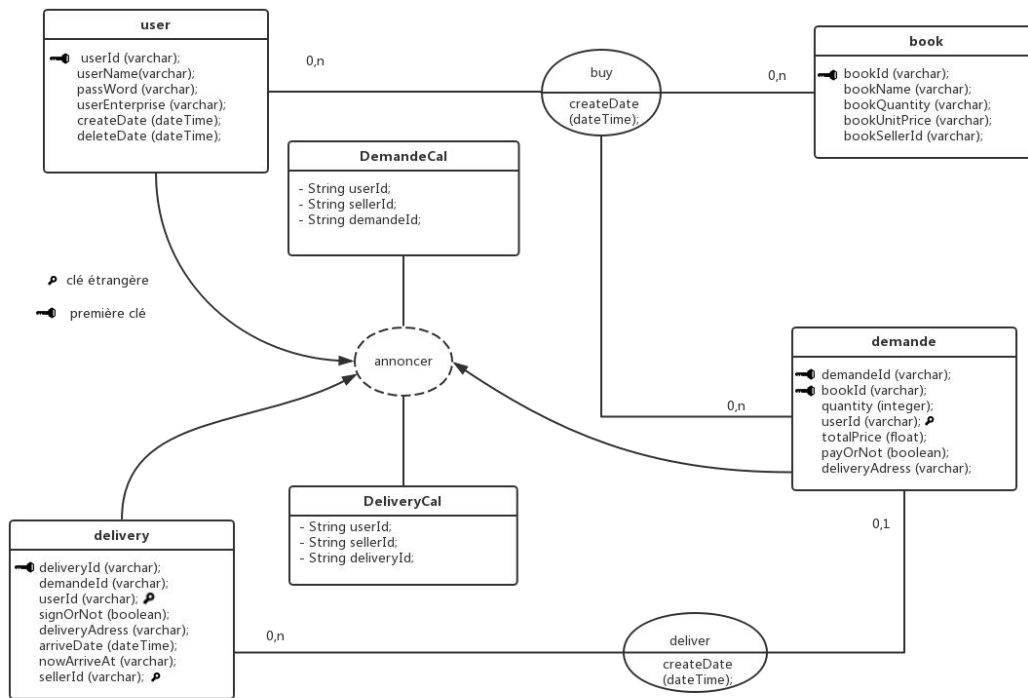 user
userId (varchar);
userName(varchar);
passWord (varchar);
userEnterprise (varchar);
createDate (dateTime);
deleteDate (dateTime);
0,n
buy
createDate
(dateTime);
0,n
book
bookId (varchar);
bookName (varchar);
bookQuantity (varchar);
bookUnitPrice (varchar);
bookSellerId (varchar);
DemandeCal
- String userId;
- String sellerId;
- String demandeId;
clé étrangère
première clé
annoncer
0,n
demande
demandeId (varchar);
bookId (varchar);
quantity (integer);
userId (varchar);
totalPrice (float);
payOrNot (boolean);
deliveryAdress (varchar);
0,1
DeliveryCal
- String userId;
- String sellerId;
- String deliveryId;
delivery
deliveryId (varchar);
demandeId (varchar);
userId (varchar);
signOrNot (boolean);
deliveryAdress (varchar);
arriveDate (dateTime);
nowArriveAt (varchar);
sellerId (varchar);
0,n
deliver
createDate
(dateTime);